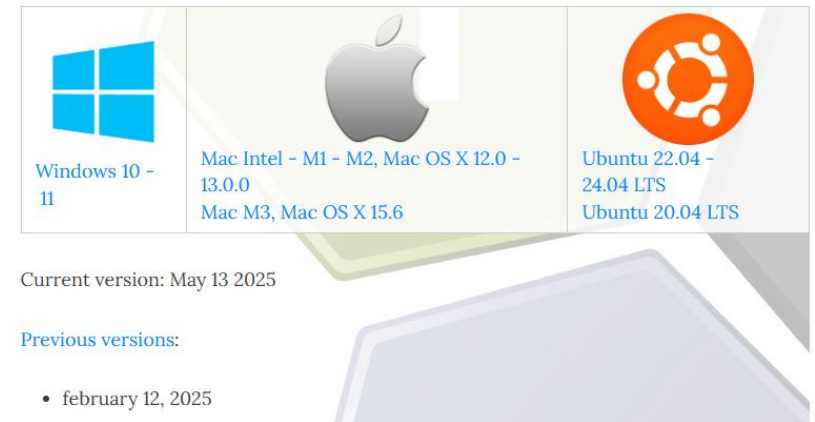 Windows 10 -
11
Mac Intel - M1 - M2, Mac OS X 12.0 -
13.0.0
Mac M3, Mac OS X 15.6
Ubuntu 22.04 -
24.04 LTS
Ubuntu 20.04 LTS
Current version: May 13 2025
Previous versions:
• february 12, 2025